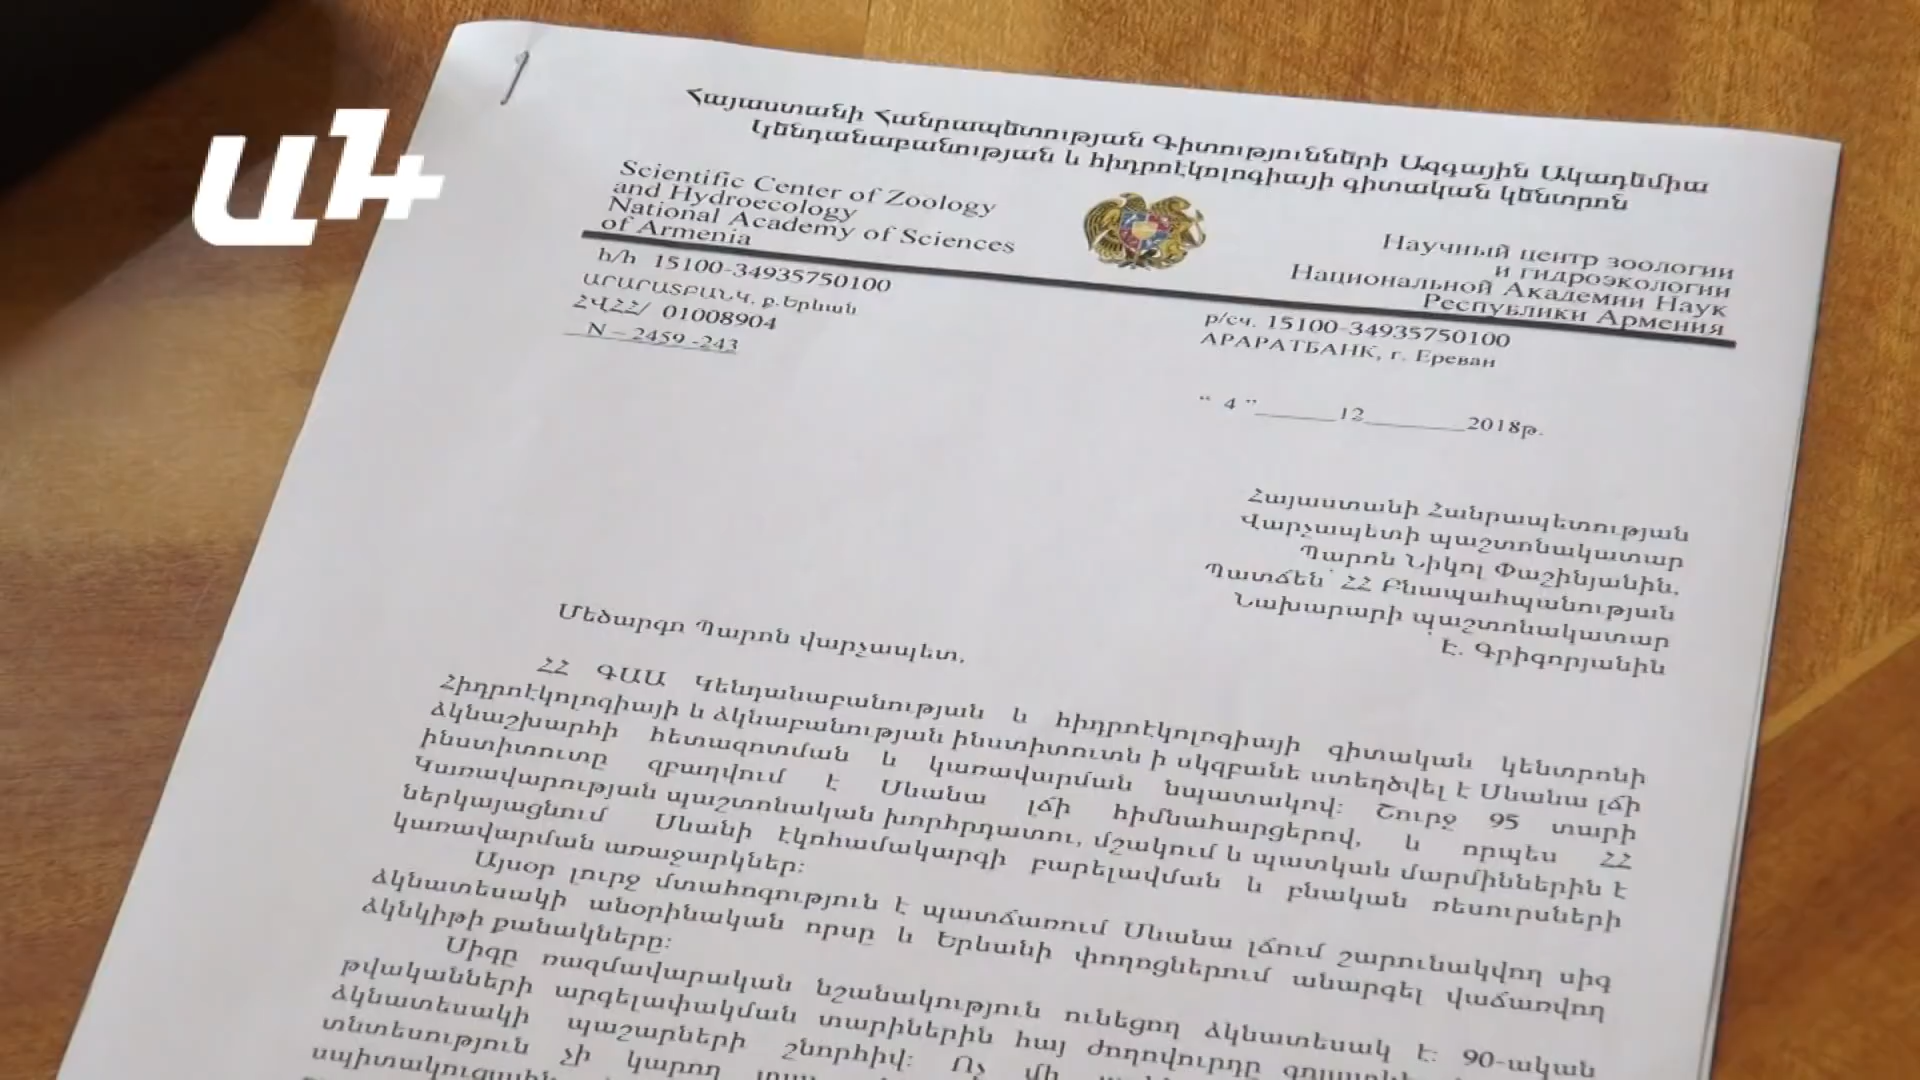 ան
Հայաստանի Հանրապետության Գիտությունների Ազգային Ակադեմիա
Կենդանաբանության և հիդրոէկոլոգիայի գիտական կենտրոն
Scientific Center of Zoology
and Hydroecology
National Academy of Sciences
of Armenia
Научный центр зоологии
и гидроэкологии
Национальной Академии Наук
Республики Армения
հ/հ 15100-34935750100
ԱՐԱՐԱՏԲԱՆԿ, ք.Երևան
ՀՎՀՀ/ 01008904
N – 2459 -243
р/сч. 15100-34935750100
АРАРАТБАНК, г. Ереван
“ 4 ”______12________2018թ.
Հայաստանի Հանրապետության
Վարչապետի պաշտոնակատար
Պարոն Նիկոլ Փաշինյանին,
Պատճեն՝ ՀՀ Բնապահպանության
Նախարարի պաշտոնակատար
Է. Գրիգորյանին
Մեծարգո Պարոն վարչապետ,
ՀՀ ԳԱԱ Կենդանաբանության և հիդրոէկոլոգիայի գիտական կենտրոնի
Հիդրոէկոլոգիայի և ձկնաբանության ինստիտուտն ի սկզբանե ստեղծվել է Սևանա լճի
ձկնաշխարհի հետազոտման և կառավարման նպատակով: Շուրջ 95 տարի
ինստիտուտը զբաղվում է Սևանա լճի հիմնահարցերով, և որպես ՀՀ
Կառավարության պաշտոնական խորհրդատու, մշակում և պատկան մարմիններին է
ներկայացնում Սևանի էկոհամակարգի բարելավման և բնական ռեսուրսների
կառավարման առաջարկներ:
Այսօր լուրջ մտահոգություն է պատճառում Սևանա լճում շարունակվող սիգ
ձկնատեսակի անօրինական որսը և Երևանի փողոցներում անարգել վաճառվող
ձկնկիթի քանակները:
Սիգը ռազմավարական նշանակություն ունեցող ձկնատեսակ է: 90-ական
թվականների արգելափակման տարիներին հայ ժողովուրդը
ձկնատեսակի պաշարների շնորհիվ: Ոչ մի
տնտեսություն չի կարող